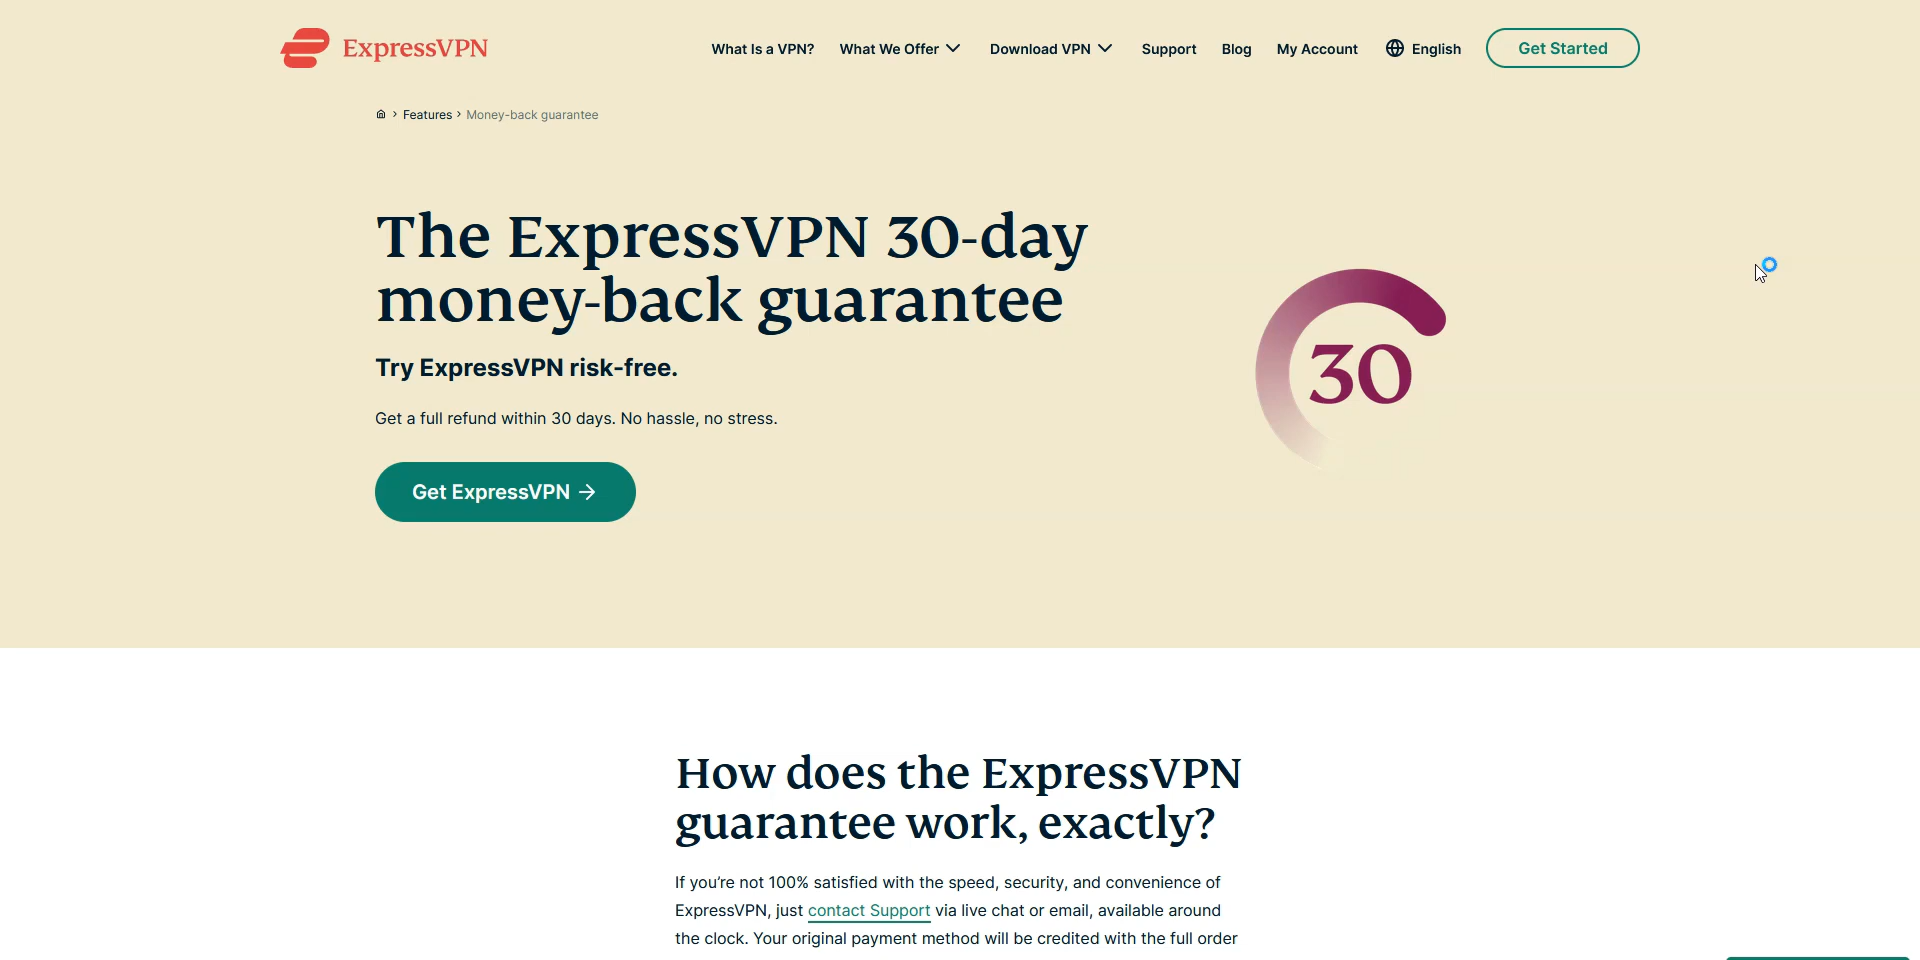 ExpressVPN
What Is a VPN? What We Offer Download VPN Support Blog My Account English Get Started
Features > Money-back guarantee
The ExpressVPN 30-day
money-back guarantee
Try ExpressVPN risk-free.
Get a full refund within 30 days. No hassle, no stress.
Get ExpressVPN →
30
How does the ExpressVPN
guarantee work, exactly?
If you’re not 100% satisfied with the speed, security, and convenience of
ExpressVPN, just contact Support via live chat or email, available around
the clock. Your original payment method will be credited with the full order